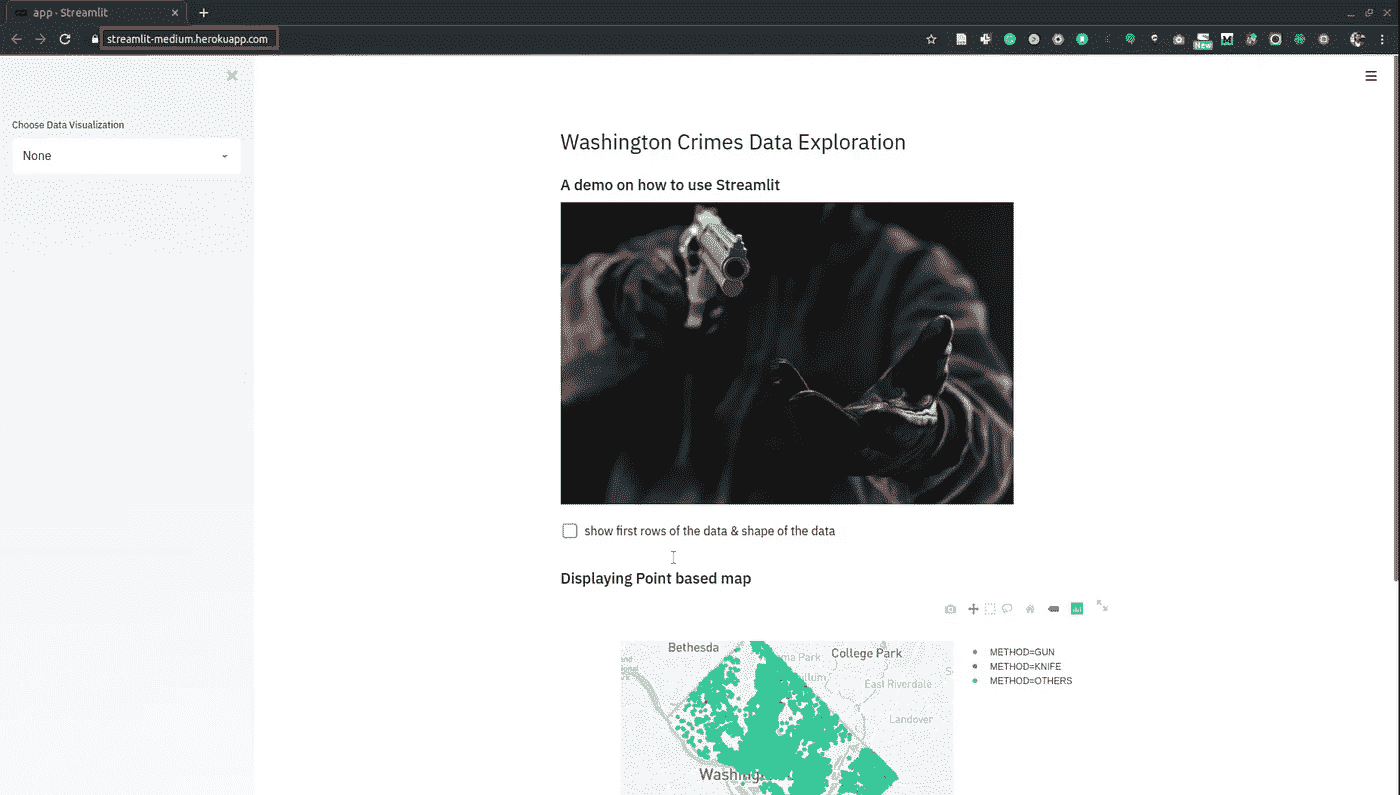 app · Streamlit
streamlit-medium.herokuapp.com
New
Choose Data Visualization
None
Washington Crimes Data Exploration
A demo on how to use Streamlit
show first rows of the data & shape of the data
Displaying Point based map
Bethesda
College Park
East Riverdale
Landover
METHOD=GUN
METHOD=KNIFE
METHOD=OTHERS